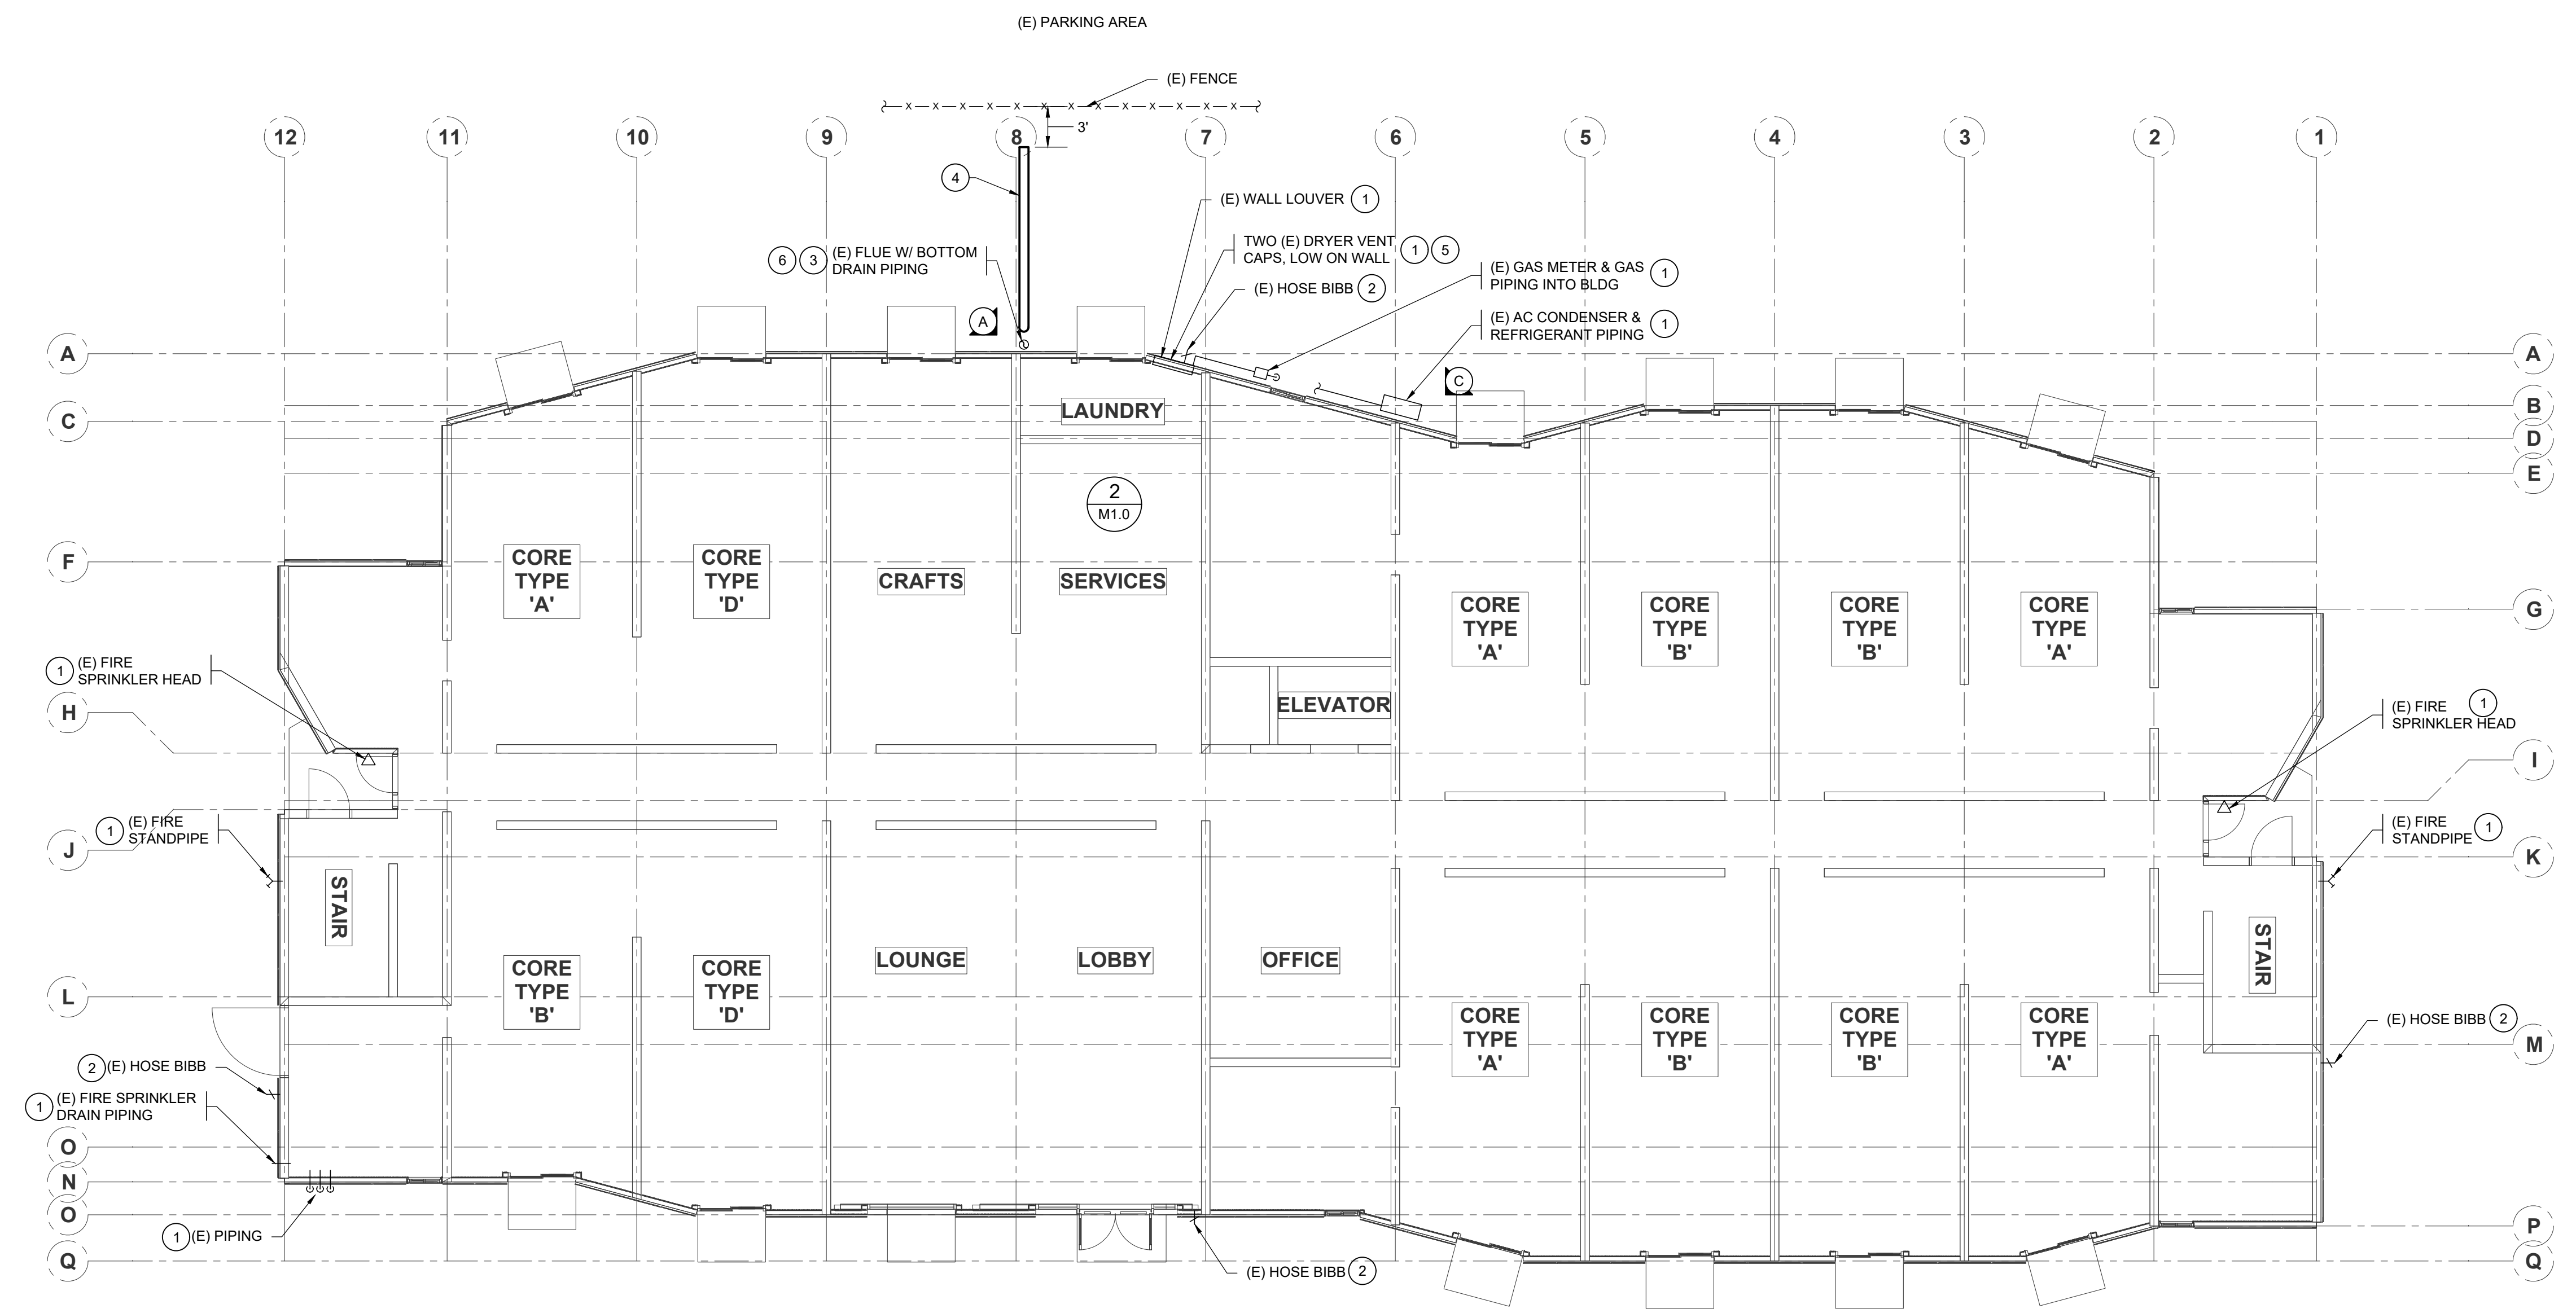 (E) PARKING AREA
(E) FENCE
3'
12 11 10 9 8 7 6 5 4 3 2 1
4
(E) WALL LOUVER 1
TWO (E) DRYER VENT
CAPS, LOW ON WALL 1 5
6 3 (E) FLUE W/ BOTTOM
DRAIN PIPING
(E) GAS METER & GAS
PIPING INTO BLDG 1
(E) HOSE BIBB 2
(E) AC CONDENSER &
REFRIGERANT PIPING 1
A
C
A
A
B
C
D
E
LAUNDRY
2
M1.0
F
G
CORE
TYPE
'A'
CORE
TYPE
'D'
CRAFTS
SERVICES
CORE
TYPE
'A'
CORE
TYPE
'B'
CORE
TYPE
'B'
CORE
TYPE
'A'
1 (E) FIRE
SPRINKLER HEAD
ELEVATOR
(E) FIRE 1
SPRINKLER HEAD
H
I
1 (E) FIRE
STANDPIPE
(E) FIRE
STANDPIPE 1
J
K
STAIR
STAIR
LOUNGE
LOBBY
OFFICE
L
CORE
TYPE
'B'
CORE
TYPE
'D'
CORE
TYPE
'A'
CORE
TYPE
'B'
CORE
TYPE
'B'
CORE
TYPE
'A'
(E) HOSE BIBB 2
M
2 (E) HOSE BIBB
1 (E) FIRE SPRINKLER
DRAIN PIPING
O
N
O
P
1 (E) PIPING
Q
Q
(E) HOSE BIBB 2